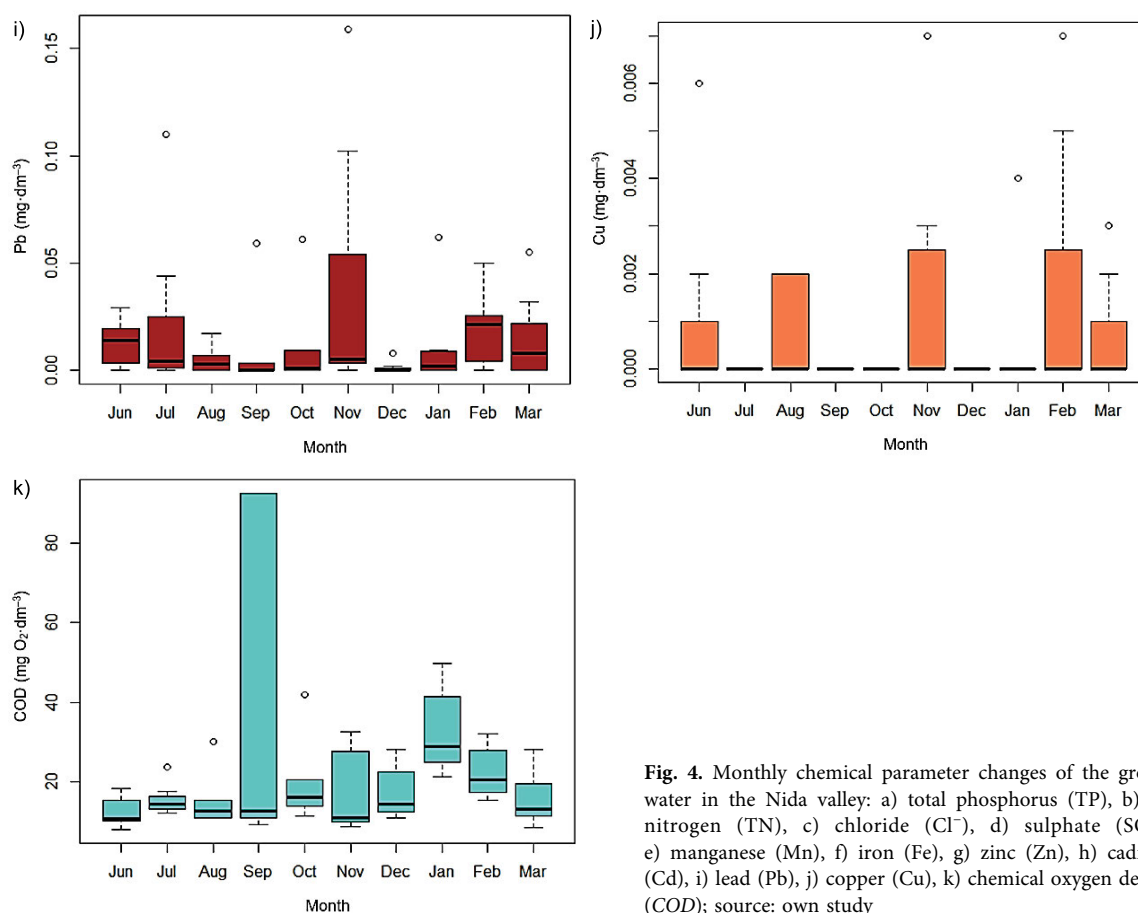 i)
0.15
0.10
0.05
0.00
Pb (mg·dm⁻³)
Jun Jul Aug Sep Oct Nov Dec Jan Feb Mar
Month
j)
0.006
0.004
0.002
0.000
Cu (mg·dm⁻³)
Jun Jul Aug Sep Oct Nov Dec Jan Feb Mar
Month
k)
80
60
40
20
COD (mg O₂·dm⁻³)
Jun Jul Aug Sep Oct Nov Dec Jan Feb Mar
Month
Fig. 4. Monthly chemical parameter changes of the
water in the Nida valley: a) total phosphorus (TP), b)
nitrogen (TN), c) chloride (Cl⁻), d) sulphate
e) manganese (Mn), f) iron (Fe), g) zinc (Zn), h)
(Cd), i) lead (Pb), j) copper (Cu), k) chemical oxygen
(COD); source: own study